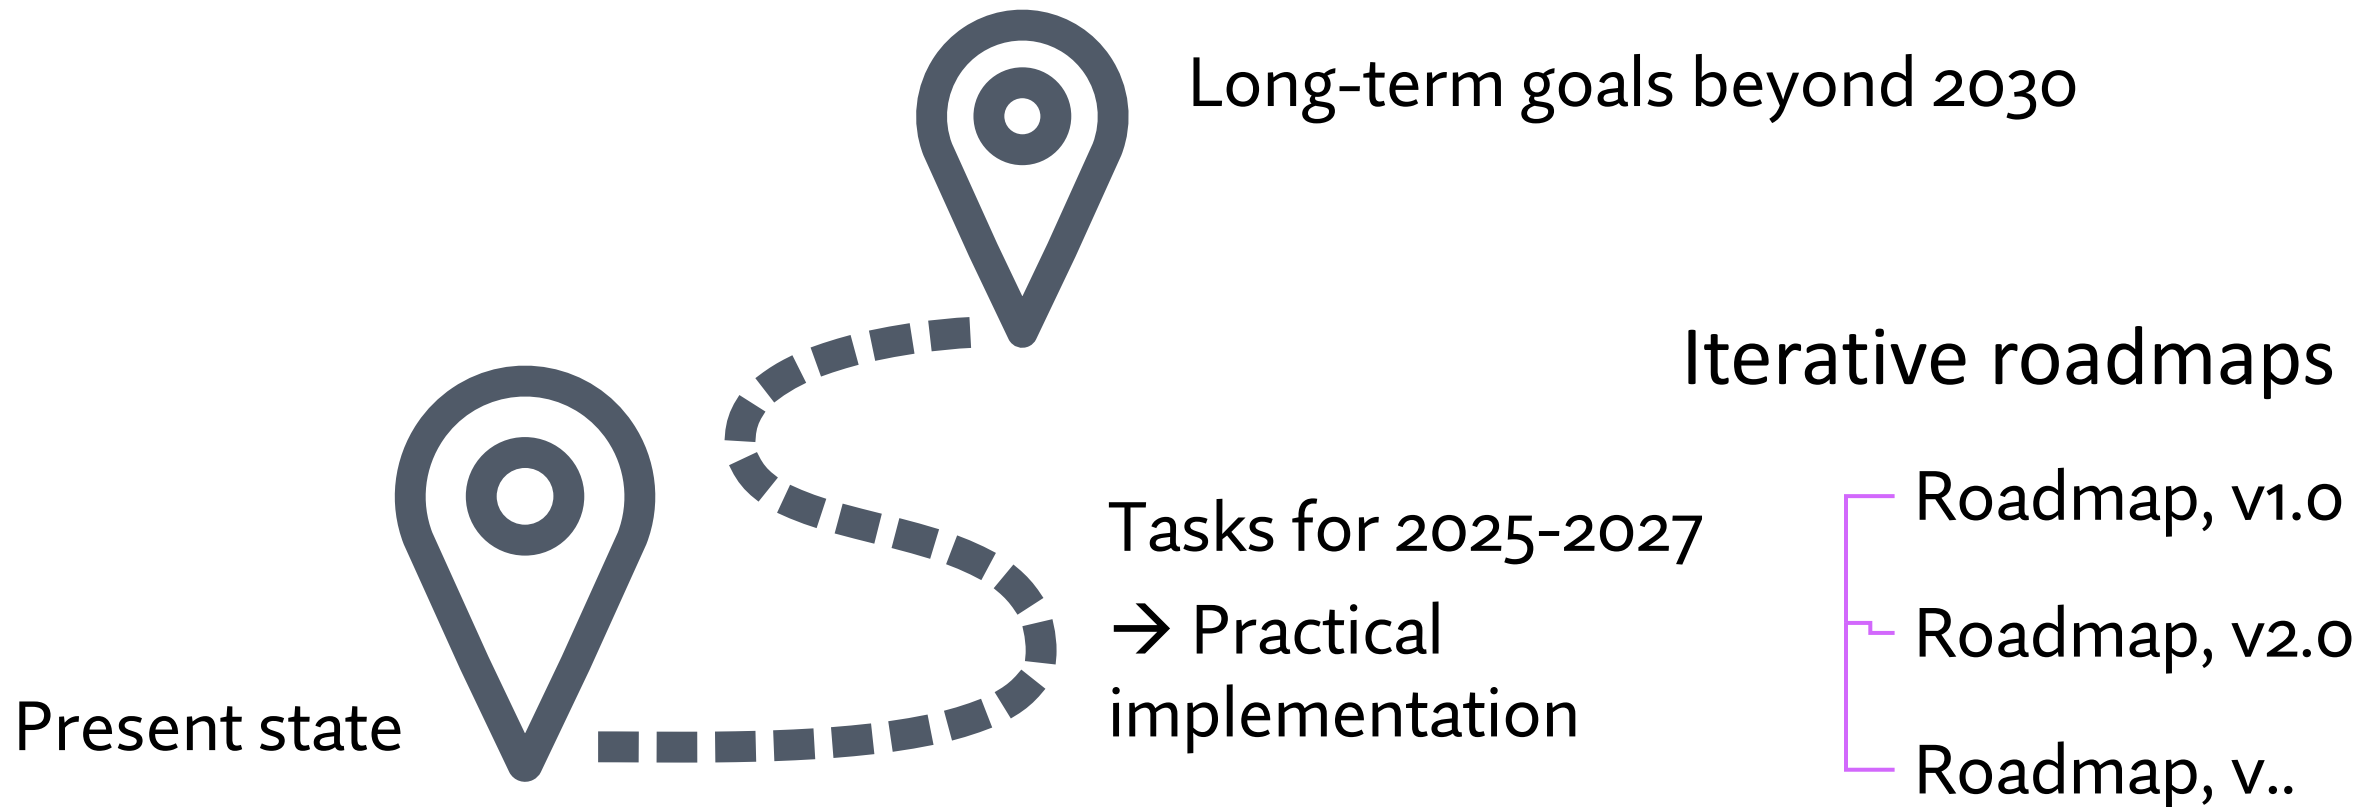 Long-term goals beyond 2030
Iterative roadmaps
Roadmap, v1.0
Tasks for 2025-2027
→ Practical
implementation
Roadmap, v2.0
Present state
Roadmap, v..